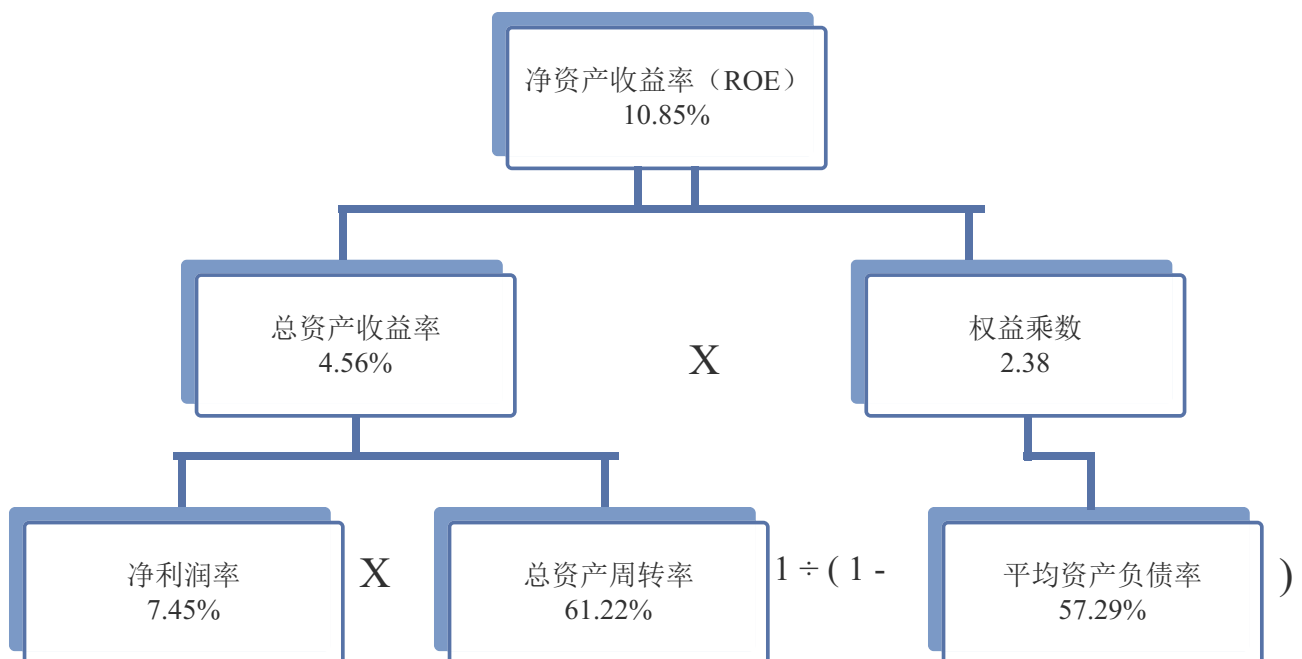 净资产收益率（ROE）
10.85%
总资产收益率
4.56%
X
权益乘数
2.38
净利润率
7.45%
X
总资产周转率
61.22%
1 ÷ ( 1 -
平均资产负债率
57.29%
)